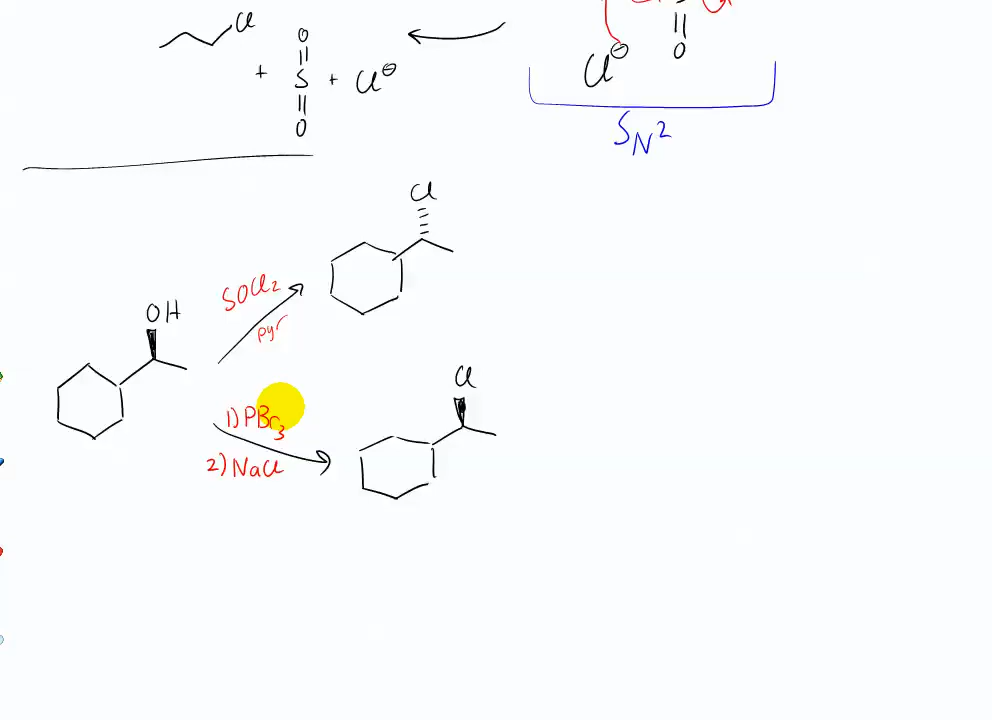 Cl
O
||
S
||
O
+
+ Cl⊖
||
O
Cl⊖
SN2
Cl
SOCl2
pyr
OH
1) PBr3
2) NaCl
Cl